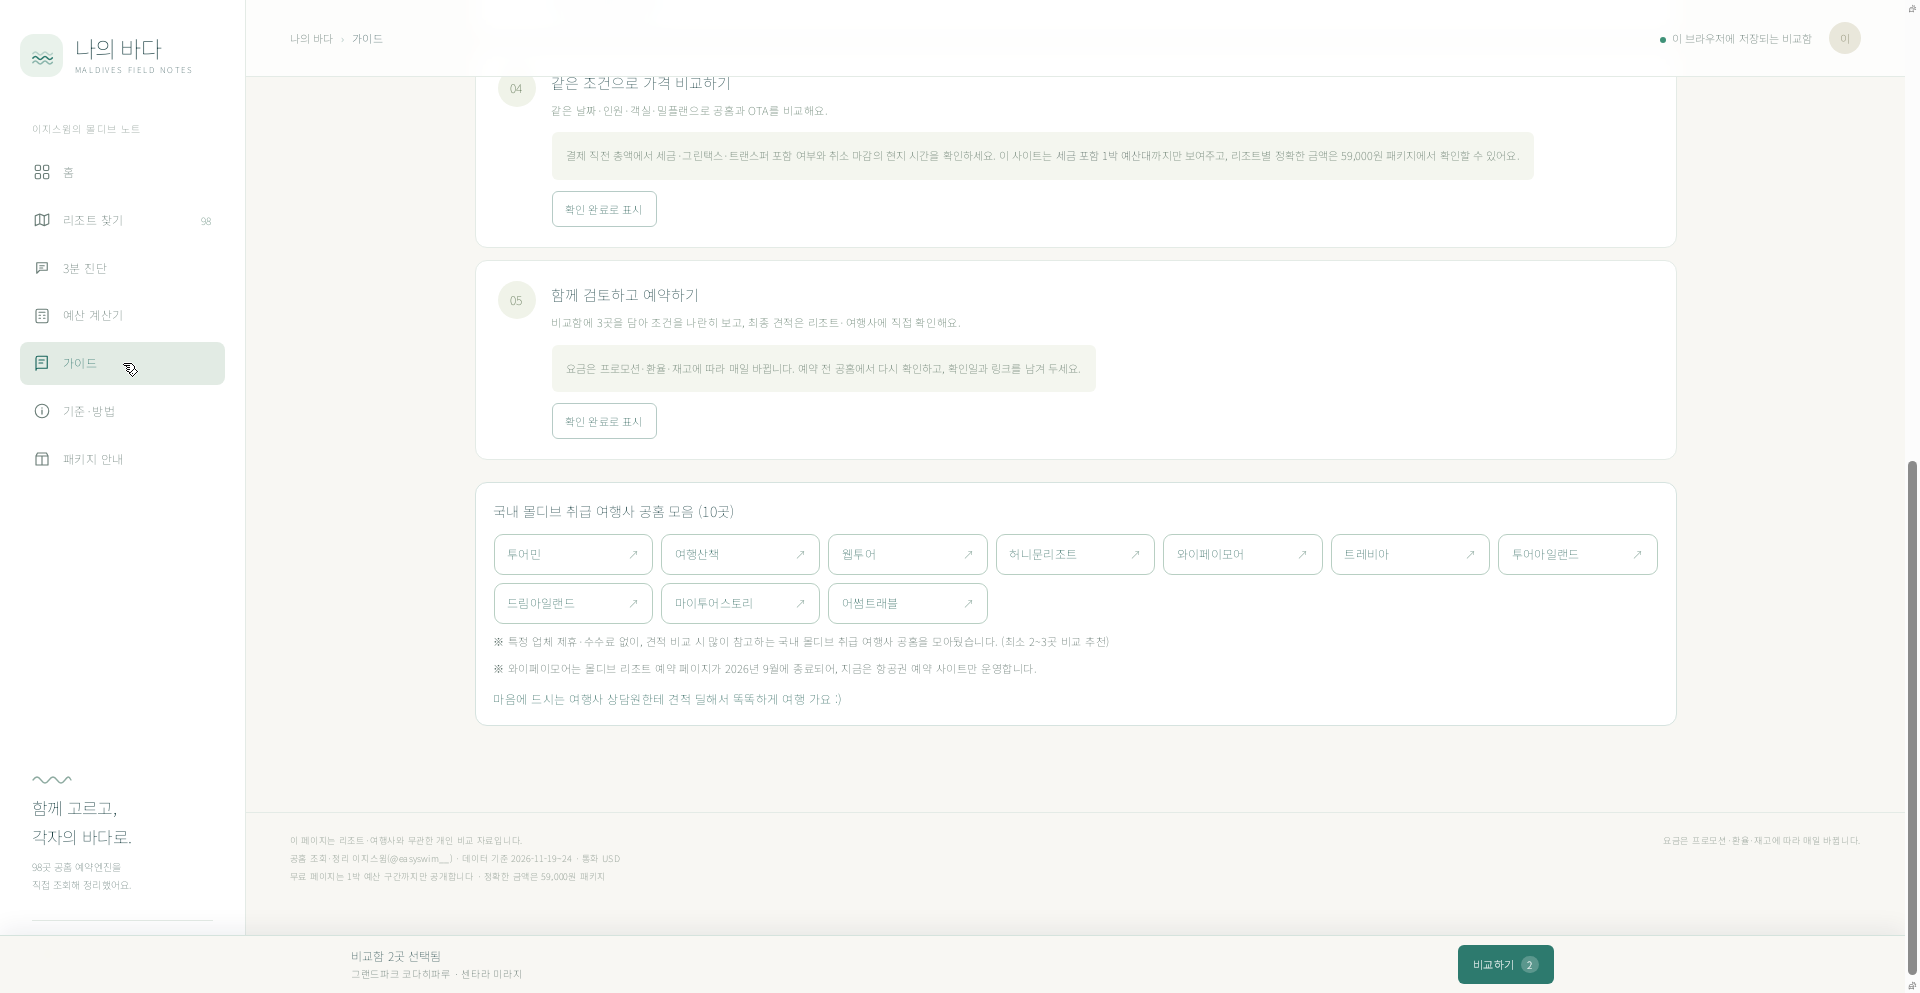 나의 바다
MALDIVES FIELD NOTES
이지스윔의 몰디브 노트
홈
리조트 찾기 98
3분 진단
예산 계산기
가이드
기준·방법
패키지 안내
함께 고르고,
각자의 바다로.
98곳 공홈 예약엔진을
직접 조회해 정리했어요.
나의 바다 › 가이드
이 브라우저에 저장되는 비교함 이
04 같은 조건으로 가격 비교하기
같은 날짜·인원·객실·밀플랜으로 공홈과 OTA를 비교해요.
결제 직전 총액에서 세금·그린택스·트랜스퍼 포함 여부와 취소 마감의 현지 시간을 확인하세요. 이 사이트는 세금 포함 1박 예산대까지만 보여주고, 리조트별 정확한 금액은 59,000원 패키지에서 확인할 수 있어요.
확인 완료로 표시
05 함께 검토하고 예약하기
비교함에 3곳을 담아 조건을 나란히 보고, 최종 견적은 리조트·여행사에 직접 확인해요.
요금은 프로모션·환율·재고에 따라 매일 바뀝니다. 예약 전 공홈에서 다시 확인하고, 확인일과 링크를 남겨 두세요.
확인 완료로 표시
국내 몰디브 취급 여행사 공홈 모음 (10곳)
투어민 ↗ 여행산책 ↗ 웹투어 ↗ 허니문리조트 ↗ 와이페이모어 ↗ 트레비아 ↗ 투어아일랜드 ↗
드림아일랜드 ↗ 마이투어스토리 ↗ 어썸트래블 ↗
※ 특정 업체 제휴·수수료 없이, 견적 비교 시 많이 참고하는 국내 몰디브 취급 여행사 공홈을 모아뒀습니다. (최소 2~3곳 비교 추천)
※ 와이페이모어는 몰디브 리조트 예약 페이지가 2026년 9월에 종료되어, 지금은 항공권 예약 사이트만 운영합니다.
마음에 드시는 여행사 상담원한테 견적 딜해서 똑똑하게 여행 가요 :)
이 페이지는 리조트·여행사와 무관한 개인 비교 자료입니다.
공홈 조회·정리 이지스윔(@easyswim__) · 데이터 기준 2026-11-19~24 · 통화 USD
무료 페이지는 1박 예산 구간까지만 공개합니다 · 정확한 금액은 59,000원 패키지
요금은 프로모션·환율·재고에 따라 매일 바뀝니다.
비교함 2곳 선택됨
그랜드파크 코다히파루 · 센타라 미라지
비교하기 2